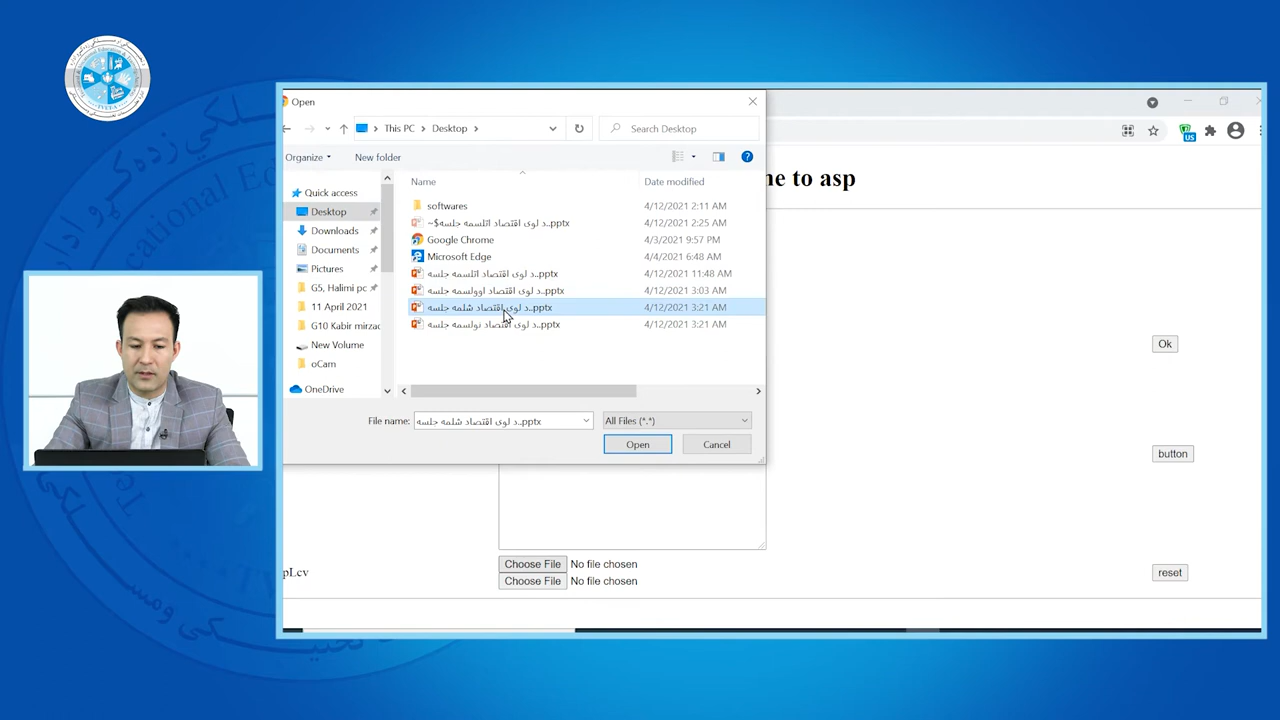 Open
This PC > Desktop >
Search Desktop
Organize
New folder
Name
Date modified
Quick access
Desktop
Downloads
Documents
Pictures
G5, Halimi pc
11 April 2021
G10 Kabir mirzac
New Volume
oCam
OneDrive
softwares
4/12/2021 2:11 AM
~$د لوی اقتصاد اتلسمه جلسه..pptx
4/12/2021 2:25 AM
Google Chrome
4/3/2021 9:57 PM
Microsoft Edge
4/4/2021 6:48 AM
د لوی اقتصاد اتلسمه جلسه..pptx
4/12/2021 11:48 AM
د لوی اقتصاد اوولسمه جلسه..pptx
4/12/2021 3:03 AM
د لوی اقتصاد شلمه جلسه..pptx
4/12/2021 3:21 AM
د لوی اقتصاد نولسمه جلسه..pptx
4/12/2021 3:21 AM
File name:
د لوی اقتصاد شلمه جلسه..pptx
All Files (*.*)
Open
Cancel
US
ne to asp
Ok
button
pLcv
Choose File No file chosen
Choose File No file chosen
reset